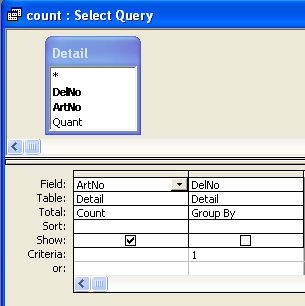 count : Select Query
Detail
*
DelNo
ArtNo
Quant
Field: ArtNo DelNo
Table: Detail Detail
Total: Count Group By
Sort:
Show:
Criteria: 1
or: